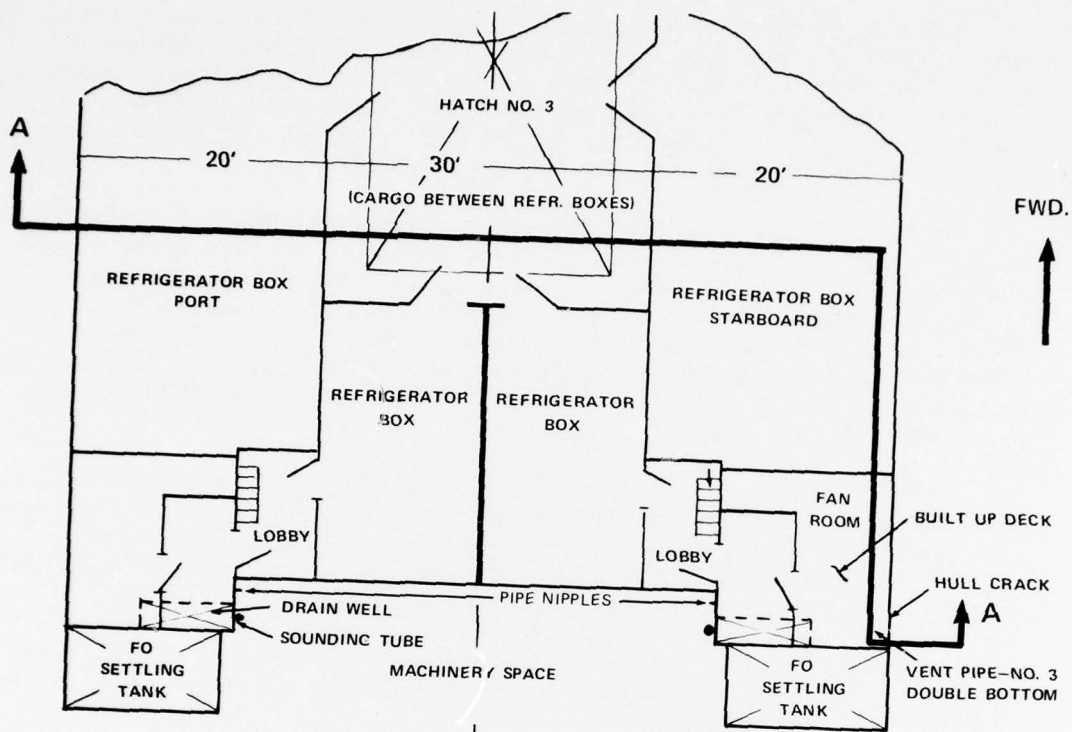 HATCH NO. 3
A
20'
30'
20'
(CARGO BETWEEN REFR. BOXES)
FWD.
REFRIGERATOR BOX
PORT
REFRIGERATOR BOX
STARBOARD
REFRIGERATOR
BOX
REFRIGERATOR
BOX
FAN
ROOM
BUILT UP DECK
LOBBY
LOBBY
HULL CRACK
PIPE NIPPLES
DRAIN WELL
A
SOUNDINC TUBE
FO
SETTLING
TANK
MACHINERY SPACE
FO
SETTLING
TANK
VENT PIPE–NO. 3
DOUBLE BOTTOM